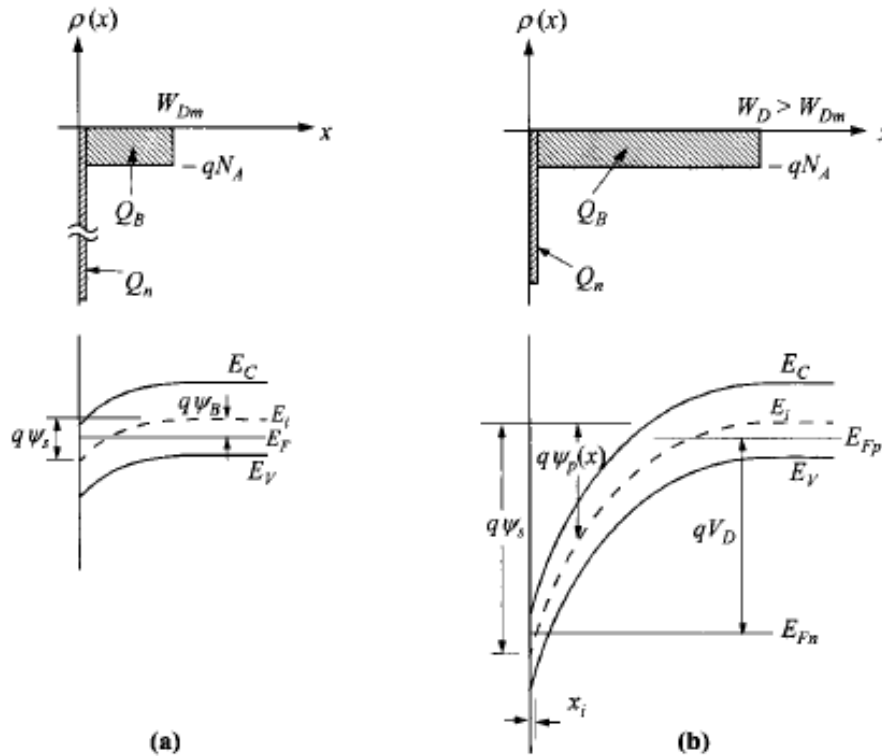 ρ(x)
W_Dm
x
− qN_A
Q_B
Q_n
E_C
qψ_B
E_i
qψ_s
E_F
E_V
(a)
ρ(x)
W_D > W_Dm
− qN_A
Q_B
Q_n
E_C
E_i
E_Fp
qψ_p(x)
E_V
qψ_s
qV_D
E_Fn
x_i
(b)